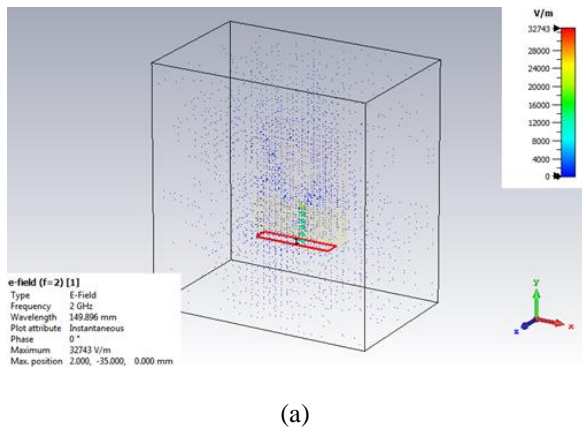 V/m
32743
28000
24000
20000
16000
12000
8000
4000
0
1
e-field (f=2) [1]
Type E-Field
Frequency 2 GHz
Wavelength 149.896 mm
Plot attribute Instantaneous
Phase 0 °
Maximum 32743 V/m
Max. position 2.000, -35.000, 0.000 mm
y
x
z
(a)